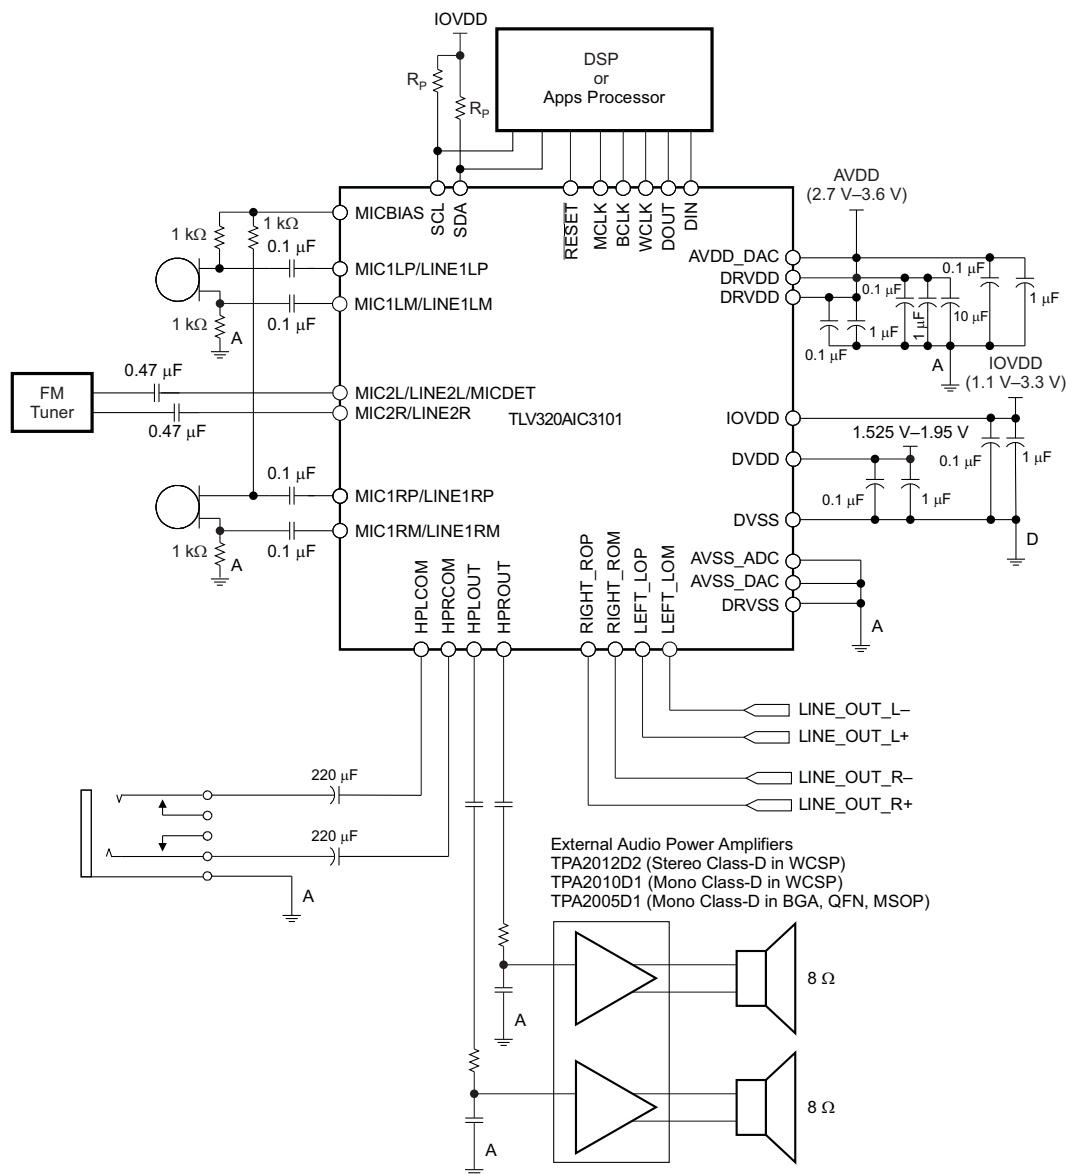 IOVDD
R_P
R_P
DSP
or
Apps Processor
AVDD
(2.7 V–3.6 V)
SCL
SDA
RESET
MCLK
BCLK
WCLK
DOUT
DIN
MICBIAS
1 kΩ
1 kΩ
0.1 μF
MIC1LP/LINE1LP
MIC1LM/LINE1LM
1 kΩ
0.1 μF
A
AVDD_DAC
DRVDD
DRVDD
0.1 μF
0.1 μF
1 μF
1 μF
10 μF
1 μF
0.1 μF
A
IOVDD
(1.1 V–3.3 V)
FM
Tuner
0.47 μF
MIC2L/LINE2L/MICDET
MIC2R/LINE2R
0.47 μF
TLV320AIC3101
IOVDD
1.525 V–1.95 V
DVDD
0.1 μF
1 μF
0.1 μF
1 μF
DVSS
D
0.1 μF
MIC1RP/LINE1RP
MIC1RM/LINE1RM
1 kΩ
0.1 μF
A
AVSS_ADC
AVSS_DAC
DRVSS
A
HPLCOM
HPRCOM
HPLOUT
HPROUT
RIGHT_ROP
RIGHT_ROM
LEFT_LOP
LEFT_LOM
LINE_OUT_L–
LINE_OUT_L+
LINE_OUT_R–
LINE_OUT_R+
220 μF
220 μF
A
External Audio Power Amplifiers
TPA2012D2 (Stereo Class-D in WCSP)
TPA2010D1 (Mono Class-D in WCSP)
TPA2005D1 (Mono Class-D in BGA, QFN, MSOP)
8 Ω
A
8 Ω
A